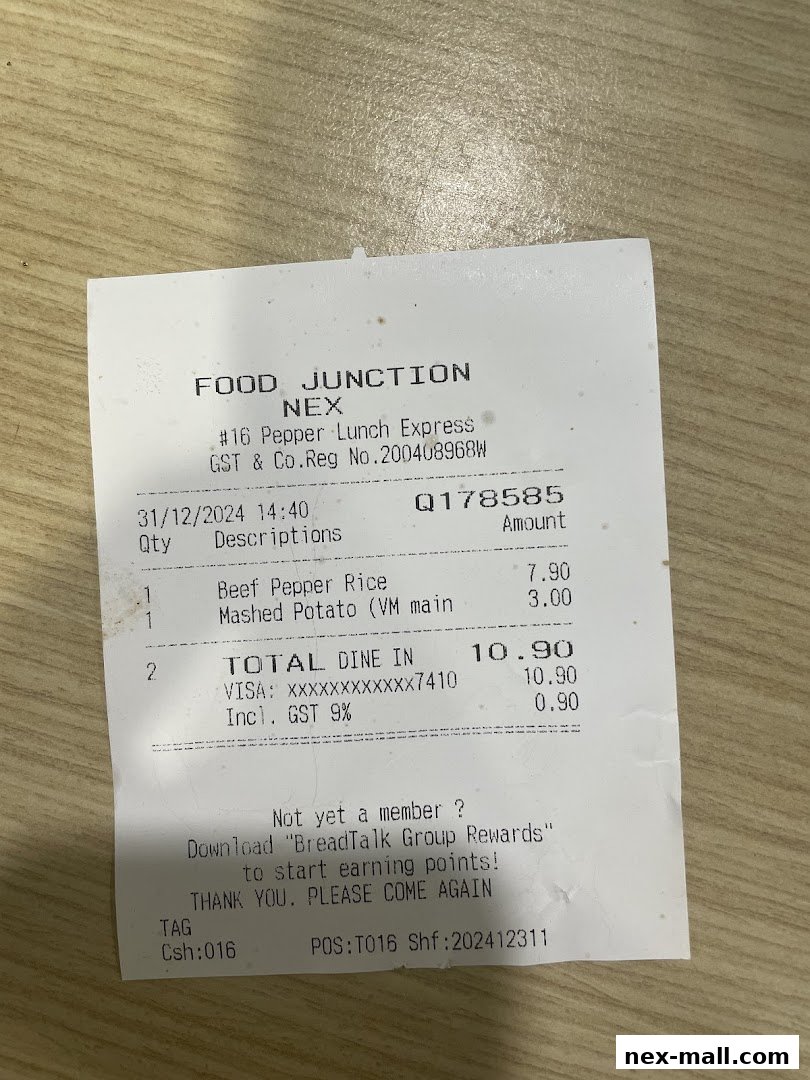 FOOD JUNCTION
NEX
#16 Pepper Lunch Express
GST & Co.Reg No.200408968W
31/12/2024 14:40 Q178585
Qty Descriptions Amount
1 Beef Pepper Rice 7.90
1 Mashed Potato (VM main 3.00
2 TOTAL DINE IN 10.90
VISA: xxxxxxxxxxxx7410 10.90
Incl. GST 9% 0.90
Not yet a member ?
Download "BreadTalk Group Rewards"
to start earning points!
THANK YOU. PLEASE COME AGAIN
TAG
Csh:016 POS:T016 Shf:202412311
nex-mall.com